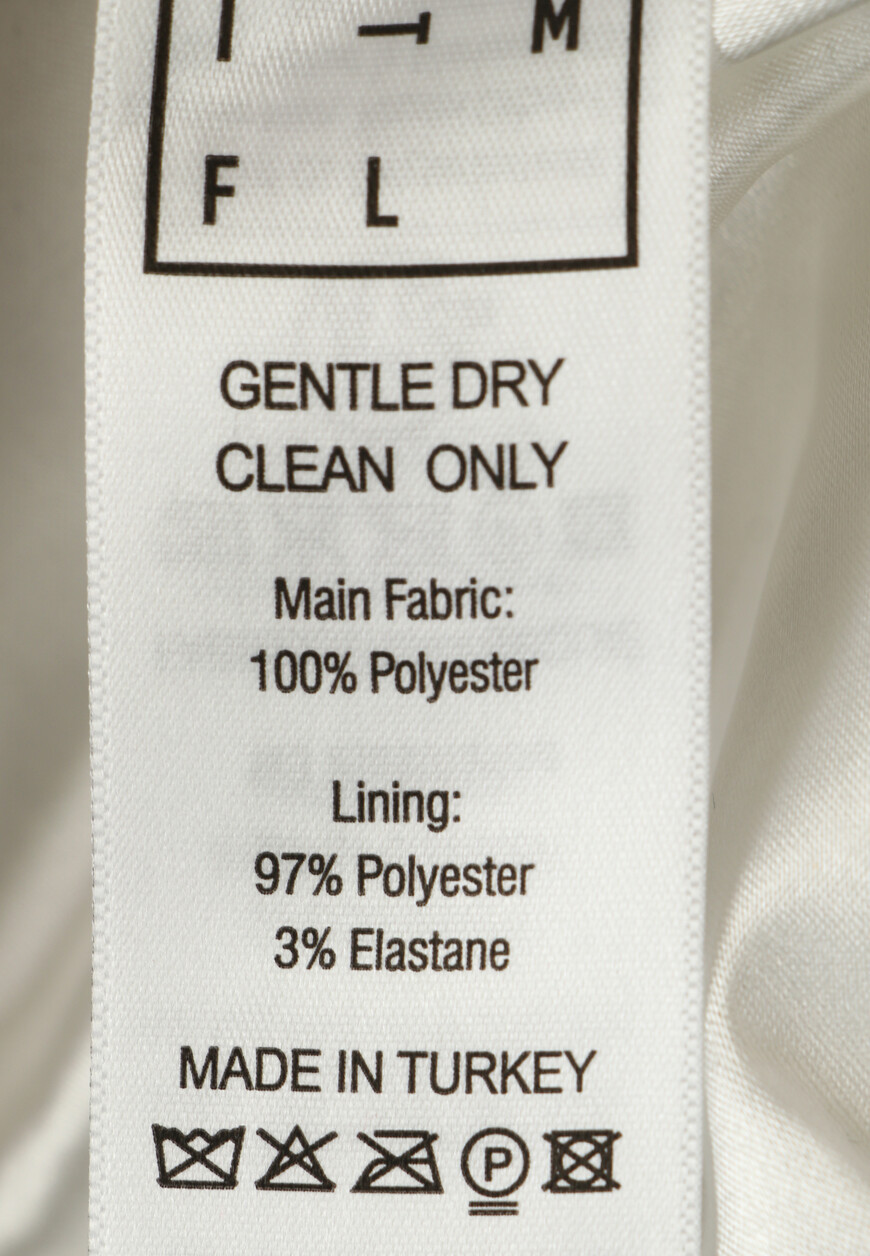 I T M
F L
GENTLE DRY
CLEAN ONLY
Main Fabric:
100% Polyester
Lining:
97% Polyester
3% Elastane
MADE IN TURKEY
P